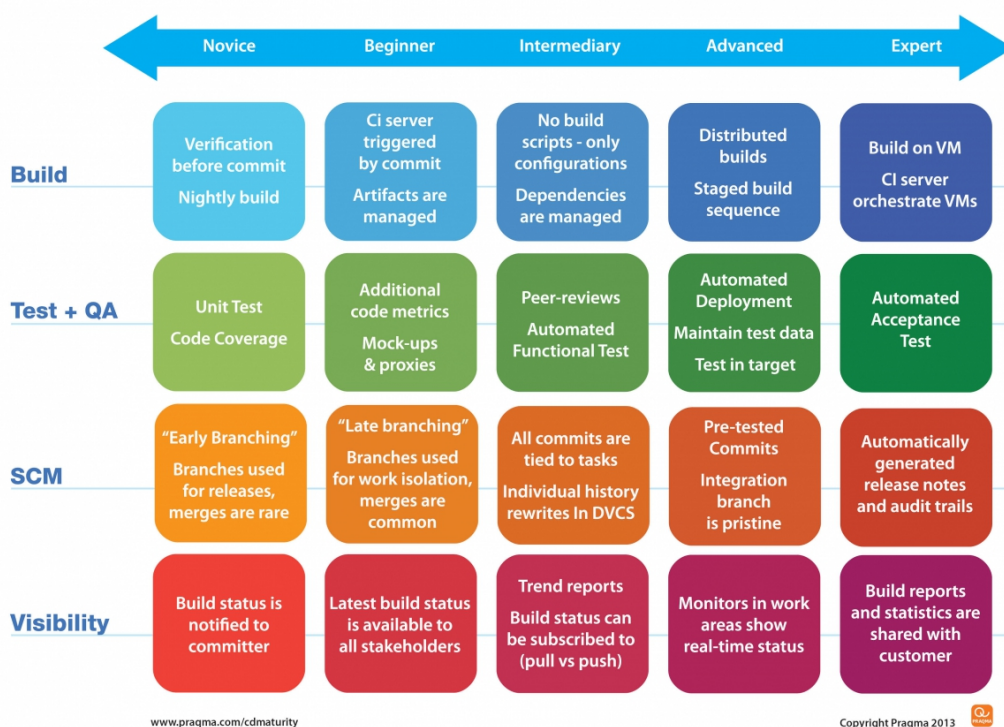 Novice
Beginner
Intermediary
Advanced
Expert
Build
Verification
before commit
Nightly build
Ci server
triggered
by commit
Artifacts are
managed
No build
scripts - only
configurations
Dependencies
are managed
Distributed
builds
Staged build
sequence
Build on VM
CI server
orchestrate VMs
Test + QA
Unit Test
Code Coverage
Additional
code metrics
Mock-ups
& proxies
Peer-reviews
Automated
Functional Test
Automated
Deployment
Maintain test data
Test in target
Automated
Acceptance
Test
SCM
“Early Branching”
Branches used
for releases,
merges are rare
“Late branching”
Branches used
for work isolation,
merges are
common
All commits are
tied to tasks
Individual history
rewrites In DVCS
Pre-tested
Commits
Integration
branch
is pristine
Automatically
generated
release notes
and audit trails
Visibility
Build status is
notified to
committer
Latest build status
is available to
all stakeholders
Trend reports
Build status can
be subscribed to
(pull vs push)
Monitors in work
areas show
real-time status
Build reports
and statistics are
shared with
customer
www.praqma.com/cdmaturity
Copyright Praqma 2013
PRAQMA